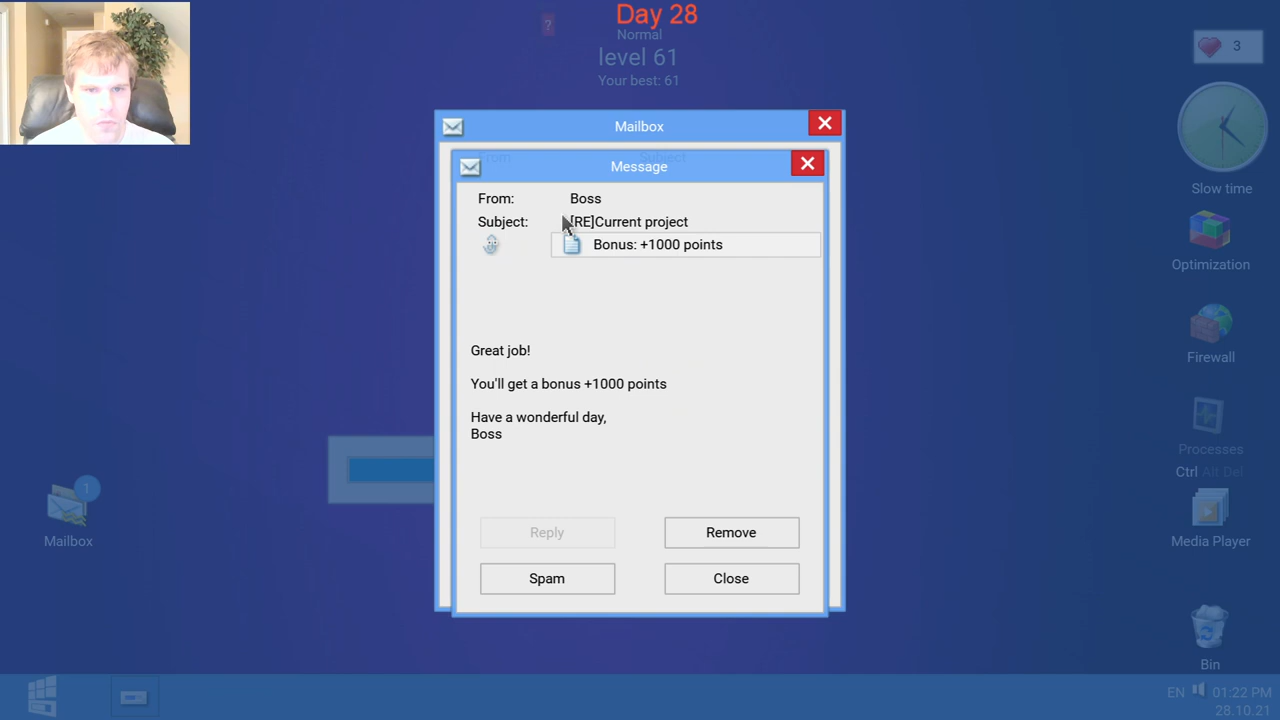 Day 28
?
Normal
level 61
Your best: 61
3
Mailbox
From Subject
Message
From: Boss
Subject: [RE]Current project
Bonus: +1000 points
Great job!
You'll get a bonus +1000 points
Have a wonderful day,
Boss
Reply
Remove
Spam
Close
1
Mailbox
Slow time
Optimization
Firewall
Processes
Ctrl Alt Del
Media Player
Bin
EN 01:22 PM
28.10.21